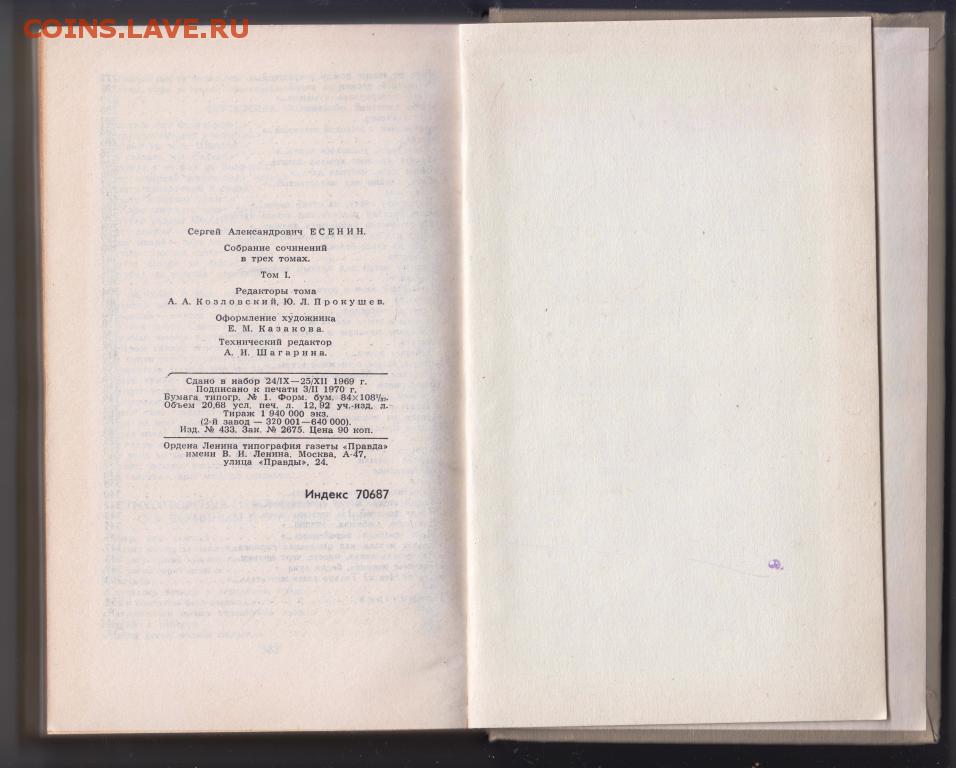 COINS.LAVE.RU
Сергей Александрович ЕСЕНИН.
Собрание сочинений
в трех томах.
Том I.
Редакторы тома
А. А. Козловский, Ю. Л. Прокушев.
Оформление художника
Е. М. Казакова.
Технический редактор
А. И. Шагарина.
Сдано в набор 24/IX—25/XII 1969 г.
Подписано к печати 3/II 1970 г.
Бумага типогр. № 1. Форм. бум. 84×108¹/₃₂.
Объем 20,68 усл. печ. л. 12,92 уч.-изд. л.
Тираж 1 940 000 экз.
(2-й завод — 320 001—640 000).
Изд. № 433. Зак. № 2675. Цена 90 коп.
Ордена Ленина типография газеты «Правда»
имени В. И. Ленина. Москва, А-47,
улица «Правды», 24.
Индекс 70687